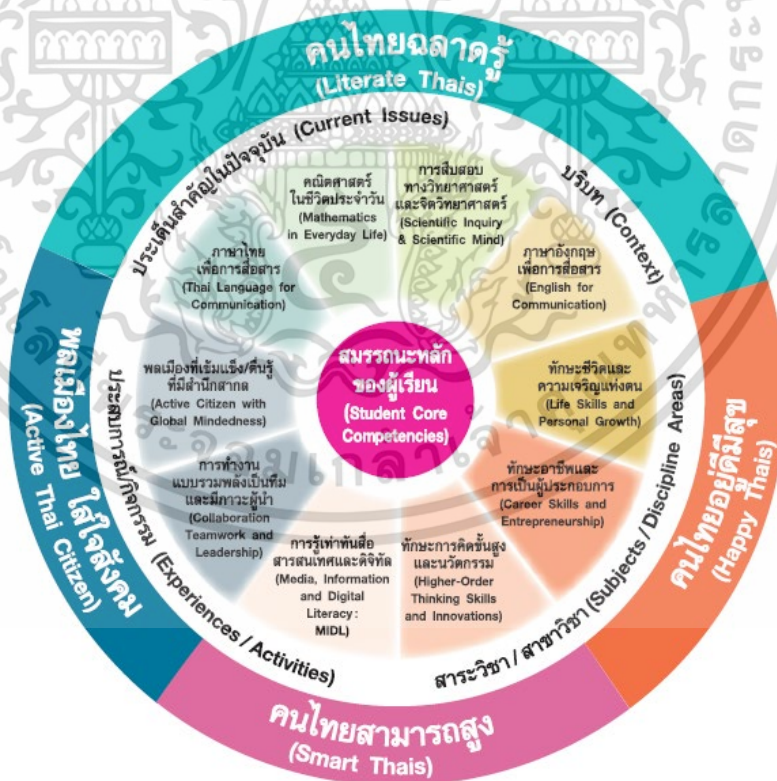 คนไทยฉลาดรู้
(Literate Thais)
ประเด็นสำคัญในปัจจุบัน (Current Issues)
บริบท (Context)
คณิตศาสตร์
ในชีวิตประจำวัน
(Mathematics
in Everyday Life)
การสืบสอบ
ทางวิทยาศาสตร์
และจิตวิทยาศาสตร์
(Scientific Inquiry
& Scientific Mind)
ภาษาไทย
เพื่อการสื่อสาร
(Thai Language for
Communication)
ภาษาอังกฤษ
เพื่อการสื่อสาร
(English for
Communication)
พลเมืองที่เข้มแข็ง/ตื่นรู้
ที่มีสำนึกสากล
(Active Citizen with
Global Mindedness)
สมรรถนะหลัก
ของผู้เรียน
(Student Core
Competencies)
ทักษะชีวิตและ
ความเจริญแห่งตน
(Life Skills and
Personal Growth)
การทำงาน
แบบรวมพลังเป็นทีม
และมีภาวะผู้นำ
(Collaboration
Teamwork and
Leadership)
ทักษะอาชีพและ
การเป็นผู้ประกอบการ
(Career Skills and
Entrepreneurship)
การรู้เท่าทันสื่อ
สารสนเทศและดิจิทัล
(Media, Information
and Digital
Literacy:
MIDL)
ทักษะการคิดขั้นสูง
และนวัตกรรม
(Higher-Order
Thinking Skills
and Innovations)
ประสบการณ์/กิจกรรม (Experiences / Activities)
สาระวิชา / สาขาวิชา (Subjects / Discipline Areas)
พลเมืองไทย ใส่ใจสังคม
(Active Thai Citizen)
คนไทยอยู่ดีมีสุข
(Happy Thais)
คนไทยสามารถสูง
(Smart Thais)